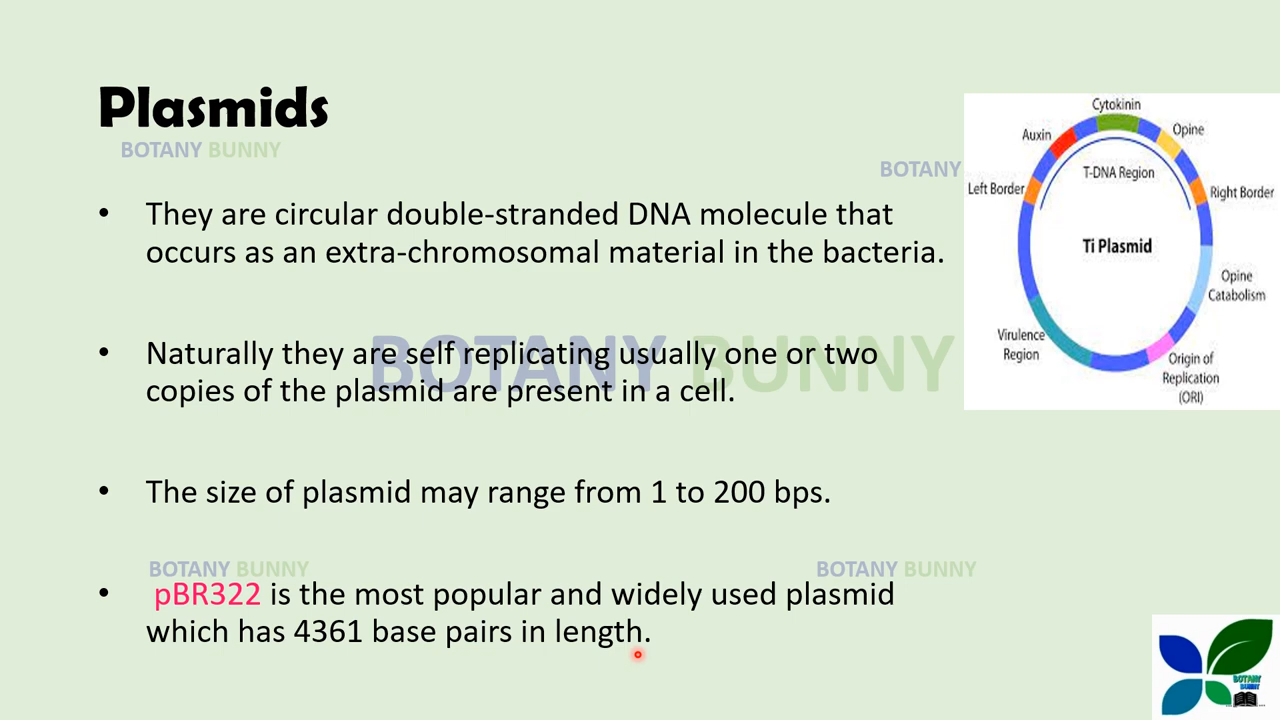 Plasmids
BOTANY BUNNY
BOTANY
• They are circular double-stranded DNA molecule that
occurs as an extra-chromosomal material in the bacteria.
BOTANY BUNNY
• Naturally they are self replicating usually one or two
copies of the plasmid are present in a cell.
• The size of plasmid may range from 1 to 200 bps.
BOTANY BUNNY
BOTANY BUNNY
• pBR322 is the most popular and widely used plasmid
which has 4361 base pairs in length.
Cytokinin
Auxin
Opine
T-DNA Region
Left Border
Right Border
Ti Plasmid
Opine
Catabolism
Virulence
Region
Origin of
Replication
(ORI)
BOTANY
BUNNY